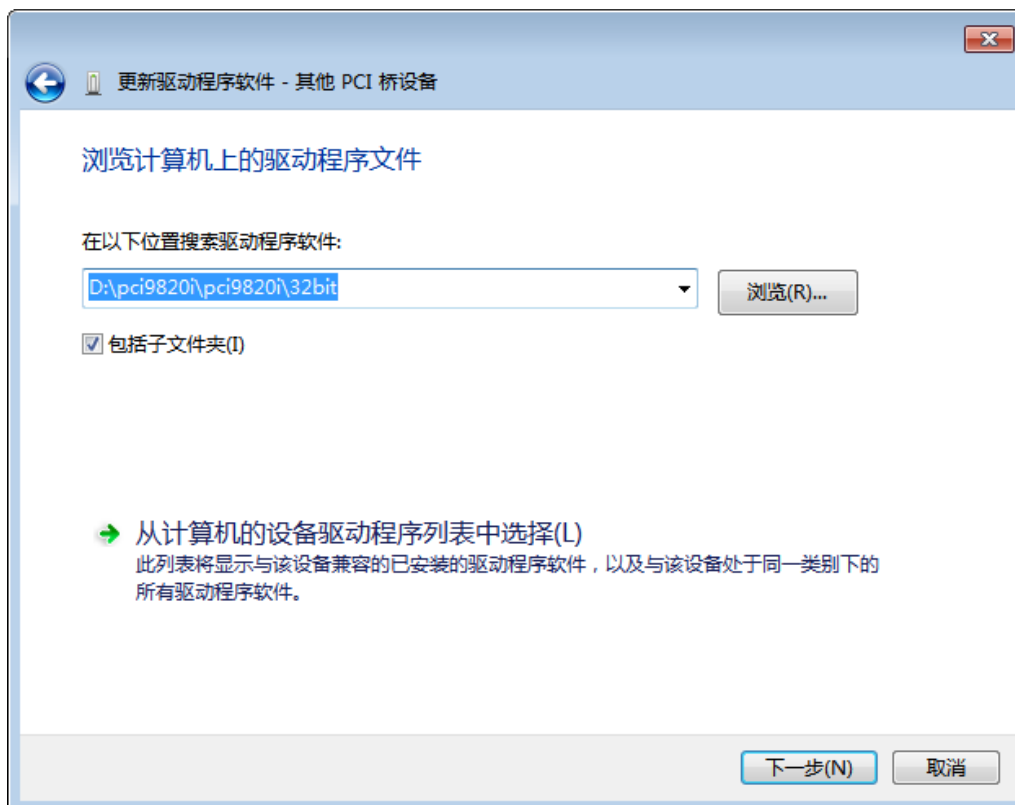 更新驱动程序软件 - 其他 PCI 桥设备
浏览计算机上的驱动程序文件
在以下位置搜索驱动程序软件:
D:\pci9820i\pci9820i\32bit
浏览(R)...
包括子文件夹(I)
从计算机的设备驱动程序列表中选择(L)
此列表将显示与该设备兼容的已安装的驱动程序软件，以及与该设备处于同一类别下的
所有驱动程序软件。
下一步(N)
取消